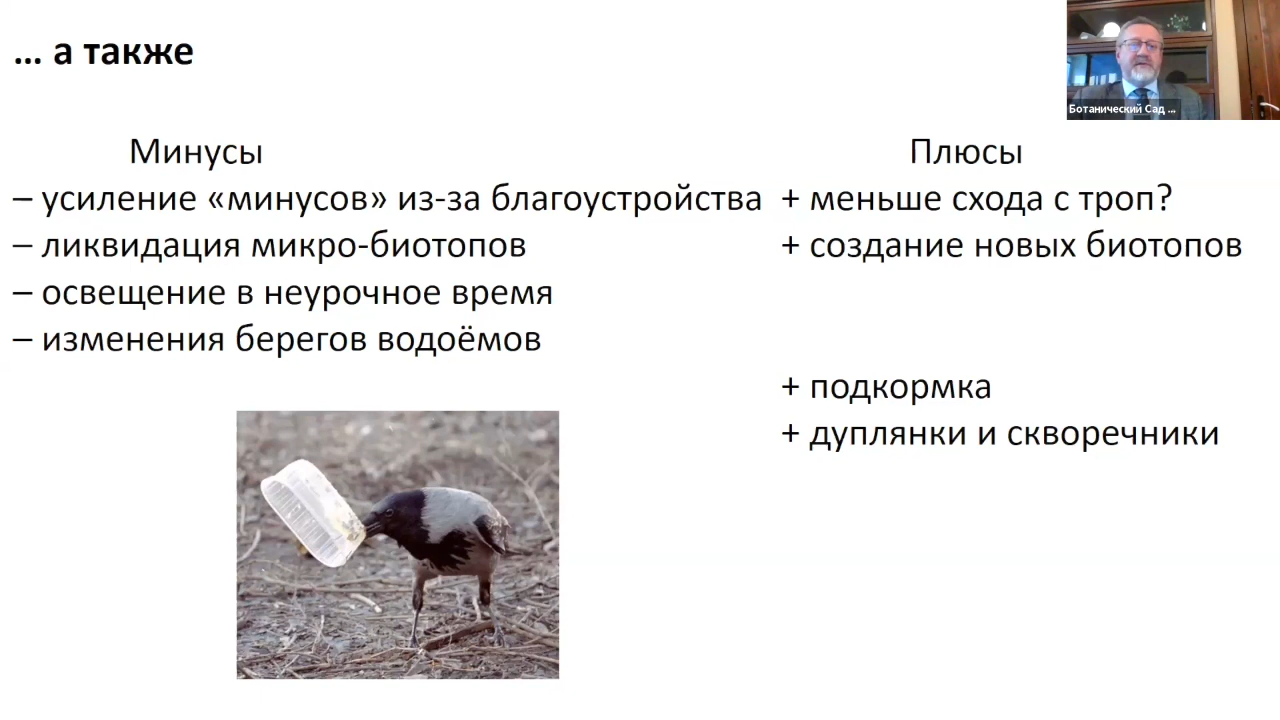 ... а также
Ботанический Сад ...
Минусы
– усиление «минусов» из-за благоустройства
– ликвидация микро-биотопов
– освещение в неурочное время
– изменения берегов водоёмов
Плюсы
+ меньше схода с троп?
+ создание новых биотопов
+ подкормка
+ дуплянки и скворечники